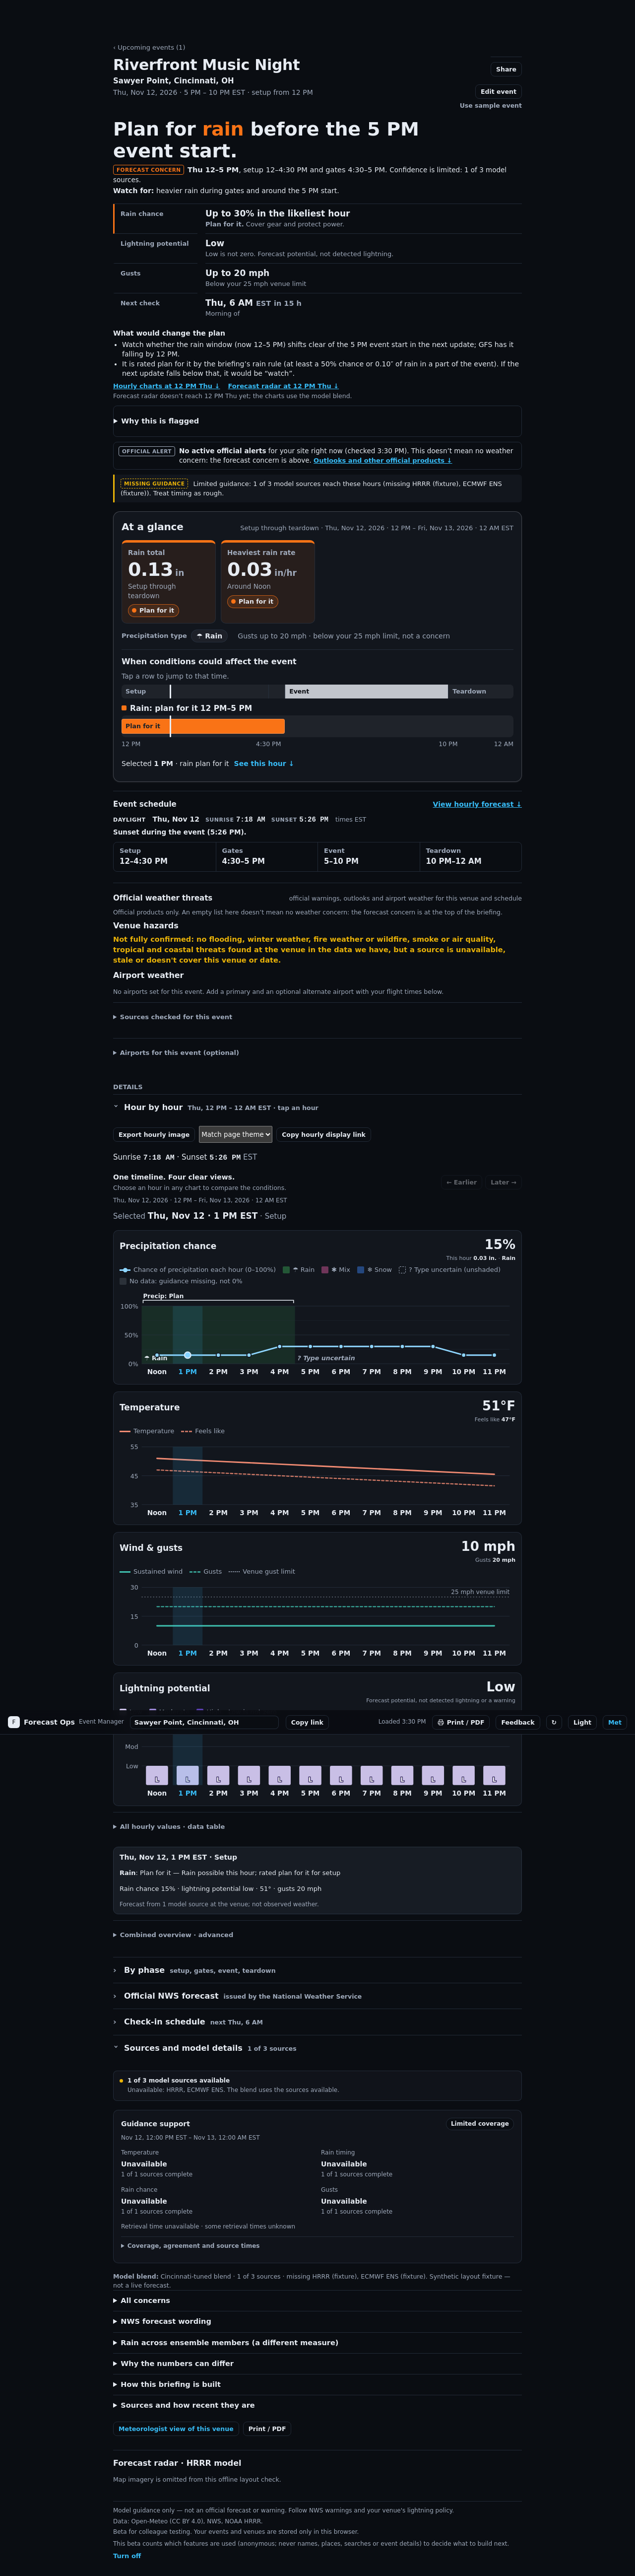 ‹ Upcoming events (1)
Riverfront Music Night
Share
Sawyer Point, Cincinnati, OH
Thu, Nov 12, 2026 · 5 PM – 10 PM EST · setup from 12 PM
Edit event
Use sample event
Plan for rain before the 5 PM
event start.
FORECAST CONCERN Thu 12–5 PM, setup 12–4:30 PM and gates 4:30–5 PM. Confidence is limited: 1 of 3 model
sources.
Watch for: heavier rain during gates and around the 5 PM start.
Rain chance
Up to 30% in the likeliest hour
Plan for it. Cover gear and protect power.
Lightning potential
Low
Low is not zero. Forecast potential, not detected lightning.
Gusts
Up to 20 mph
Below your 25 mph venue limit
Next check
Thu, 6 AM EST in 15 h
Morning of
What would change the plan
• Watch whether the rain window (now 12–5 PM) shifts clear of the 5 PM event start in the next update; GFS has it
falling by 12 PM.
• It is rated plan for it by the briefing's rain rule (at least a 50% chance or 0.10″ of rain in a part of the event). If the
next update falls below that, it would be “watch”.
Hourly charts at 12 PM Thu ↓ Forecast radar at 12 PM Thu ↓
Forecast radar doesn't reach 12 PM Thu yet; the charts use the model blend.
▶ Why this is flagged
OFFICIAL ALERT No active official alerts for your site right now (checked 3:30 PM). This doesn't mean no weather
concern: the forecast concern is above. Outlooks and other official products ↓
MISSING GUIDANCE Limited guidance: 1 of 3 model sources reach these hours (missing HRRR (fixture), ECMWF ENS
(fixture)). Treat timing as rough.
At a glance
Setup through teardown · Thu, Nov 12, 2026 · 12 PM – Fri, Nov 13, 2026 · 12 AM EST
Rain total
0.13 in
Setup through
teardown
Plan for it
Heaviest rain rate
0.03 in/hr
Around Noon
Plan for it
Precipitation type ☂ Rain Gusts up to 20 mph · below your 25 mph limit, not a concern
When conditions could affect the event
Tap a row to jump to that time.
Setup Event Teardown
Rain: plan for it 12 PM–5 PM
Plan for it
12 PM 4:30 PM 10 PM 12 AM
Selected 1 PM · rain plan for it See this hour ↓
Event schedule
View hourly forecast ↓
DAYLIGHT Thu, Nov 12 SUNRISE 7:18 AM SUNSET 5:26 PM times EST
Sunset during the event (5:26 PM).
Setup
12–4:30 PM
Gates
4:30–5 PM
Event
5–10 PM
Teardown
10 PM–12 AM
Official weather threats
official warnings, outlooks and airport weather for this venue and schedule
Official products only. An empty list here doesn't mean no weather concern: the forecast concern is at the top of the briefing.
Venue hazards
Not fully confirmed: no flooding, winter weather, fire weather or wildfire, smoke or air quality,
tropical and coastal threats found at the venue in the data we have, but a source is unavailable,
stale or doesn't cover this venue or date.
Airport weather
No airports set for this event. Add a primary and an optional alternate airport with your flight times below.
▶ Sources checked for this event
▶ Airports for this event (optional)
DETAILS
Hour by hour Thu, 12 PM – 12 AM EST · tap an hour
Export hourly image Match page theme Copy hourly display link
Sunrise 7:18 AM · Sunset 5:26 PM EST
One timeline. Four clear views.
Choose an hour in any chart to compare the conditions.
← Earlier Later →
Thu, Nov 12, 2026 · 12 PM – Fri, Nov 13, 2026 · 12 AM EST
Selected Thu, Nov 12 · 1 PM EST · Setup
Precipitation chance
15%
This hour 0.03 in. · Rain
Chance of precipitation each hour (0–100%) ☂ Rain ✱ Mix ❄ Snow ? Type uncertain (unshaded)
No data: guidance missing, not 0%
Precip: Plan
100%
50%
0%
☂ Rain
? Type uncertain
Noon 1 PM 2 PM 3 PM 4 PM 5 PM 6 PM 7 PM 8 PM 9 PM 10 PM 11 PM
Temperature
51°F
Feels like 47°F
Temperature Feels like
55
45
35
Noon 1 PM 2 PM 3 PM 4 PM 5 PM 6 PM 7 PM 8 PM 9 PM 10 PM 11 PM
Wind & gusts
10 mph
Gusts 20 mph
Sustained wind Gusts Venue gust limit
25 mph venue limit
30
15
0
Noon 1 PM 2 PM 3 PM 4 PM 5 PM 6 PM 7 PM 8 PM 9 PM 10 PM 11 PM
Lightning potential
Low
Forecast potential, not detected lightning or a warning
F Forecast Ops Event Manager Sawyer Point, Cincinnati, OH Copy link Loaded 3:30 PM Print / PDF Feedback ↻ Light Met
Mod
Low
L L L L L L L L L L L L
Noon 1 PM 2 PM 3 PM 4 PM 5 PM 6 PM 7 PM 8 PM 9 PM 10 PM 11 PM
▶ All hourly values · data table
Thu, Nov 12, 1 PM EST · Setup
Rain: Plan for it — Rain possible this hour; rated plan for it for setup
Rain chance 15% · lightning potential low · 51° · gusts 20 mph
Forecast from 1 model source at the venue; not observed weather.
▶ Combined overview · advanced
› By phase setup, gates, event, teardown
› Official NWS forecast issued by the National Weather Service
› Check-in schedule next Thu, 6 AM
Sources and model details 1 of 3 sources
1 of 3 model sources available
Unavailable: HRRR, ECMWF ENS. The blend uses the sources available.
Guidance support
Limited coverage
Nov 12, 12:00 PM EST – Nov 13, 12:00 AM EST
Temperature
Unavailable
1 of 1 sources complete
Rain timing
Unavailable
1 of 1 sources complete
Rain chance
Unavailable
1 of 1 sources complete
Gusts
Unavailable
1 of 1 sources complete
Retrieval time unavailable · some retrieval times unknown
▶ Coverage, agreement and source times
Model blend: Cincinnati-tuned blend · 1 of 3 sources · missing HRRR (fixture), ECMWF ENS (fixture). Synthetic layout fixture —
not a live forecast.
▶ All concerns
▶ NWS forecast wording
▶ Rain across ensemble members (a different measure)
▶ Why the numbers can differ
▶ How this briefing is built
▶ Sources and how recent they are
Meteorologist view of this venue Print / PDF
Forecast radar · HRRR model
Map imagery is omitted from this offline layout check.
Model guidance only — not an official forecast or warning. Follow NWS warnings and your venue's lightning policy.
Data: Open-Meteo (CC BY 4.0), NWS, NOAA HRRR.
Beta for colleague testing. Your events and venues are stored only in this browser.
This beta counts which features are used (anonymous; never names, places, searches or event details) to decide what to build next.
Turn off